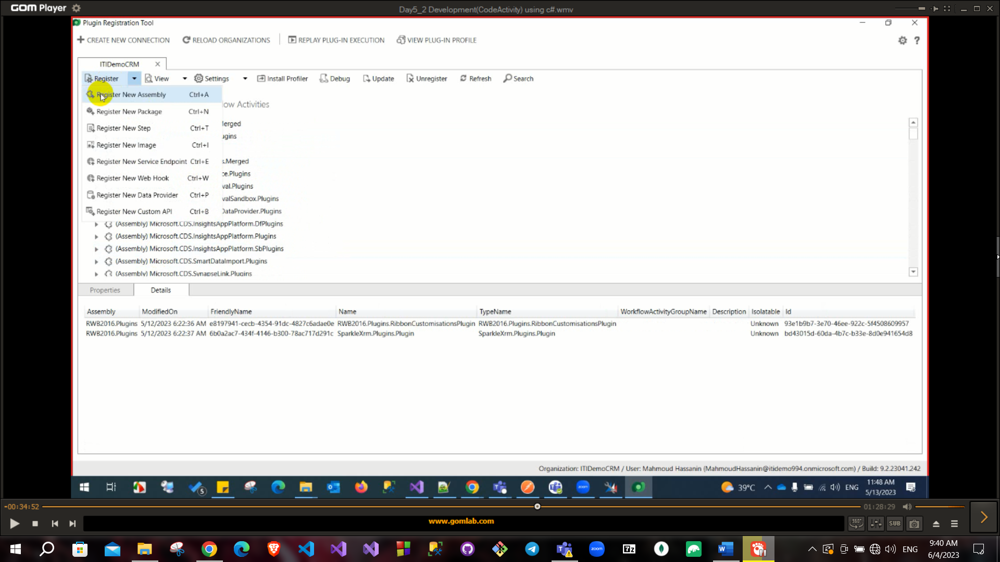 GOM Player
Day5_2 Development(CodeActivity) using c#.wmv
Plugin Registration Tool
CREATE NEW CONNECTION RELOAD ORGANIZATIONS REPLAY PLUG-IN EXECUTION VIEW PLUG-IN PROFILE
ITIDemoCRM
Register View Settings Install Profiler Debug Update Unregister Refresh Search
Register New Assembly Ctrl+A
ow Activities
Register New Package Ctrl+N
Merged
Register New Step Ctrl+T
ugins
Register New Image Ctrl+I
Register New Service Endpoint Ctrl+E
s.Merged
ce.Plugins
Register New Web Hook Ctrl+W
val.Plugins
Register New Data Provider Ctrl+P
valSandbox.Plugins
Register New Custom API Ctrl+B
DataProvider.Plugins
(Assembly) Microsoft.CDS.InsightsAppPlatform.DfPlugins
(Assembly) Microsoft.CDS.InsightsAppPlatform.Plugins
(Assembly) Microsoft.CDS.InsightsAppPlatform.SbPlugins
(Assembly) Microsoft.CDS.SmartDataImport.Plugins
(Assembly) Microsoft.CDS.SynapseLink.Plugins
Properties Details
Assembly ModifiedOn FriendlyName Name TypeName WorkflowActivityGroupName Description Isolatable Id
RWB2016.Plugins 5/12/2023 6:22:36 AM e8197941-cecb-4354-91dc-4827c6adae0e RWB2016.Plugins.RibbonCustomisationsPlugin RWB2016.Plugins.RibbonCustomisationsPlugin Unknown 93e1b9b7-3e70-46ee-922c-5f4508609957
RWB2016.Plugins 5/12/2023 6:22:37 AM 6b0a2ac7-434f-4146-b300-78ac717d291c SparkleXrm.Plugins.Plugin SparkleXrm.Plugins.Plugin Unknown bd43015d-60da-4b7c-b33e-8d0e941654d8
Organization: ITIDemoCRM / User: Mahmoud Hassanin (MahmoudHassanin@itidemo994.onmicrosoft.com) / Build: 9.2.23041.242
5 zoom 39°C ENG 11:48 AM
5/13/2023
-00:34:52 01:28:29
www.gomlab.com
360° SUB
zoom 7z W ENG 9:40 AM
6/4/2023